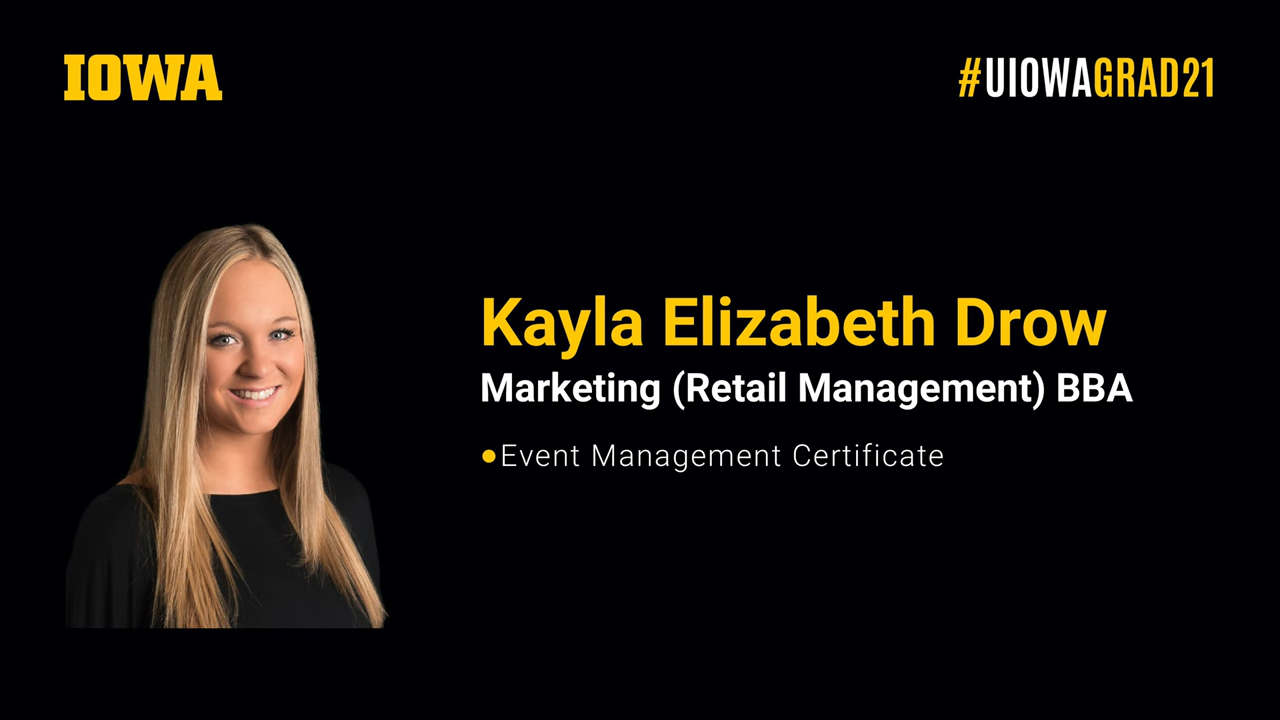 IOWA
#UIOWAGRAD21
Kayla Elizabeth Drow
Marketing (Retail Management) BBA
●Event Management Certificate